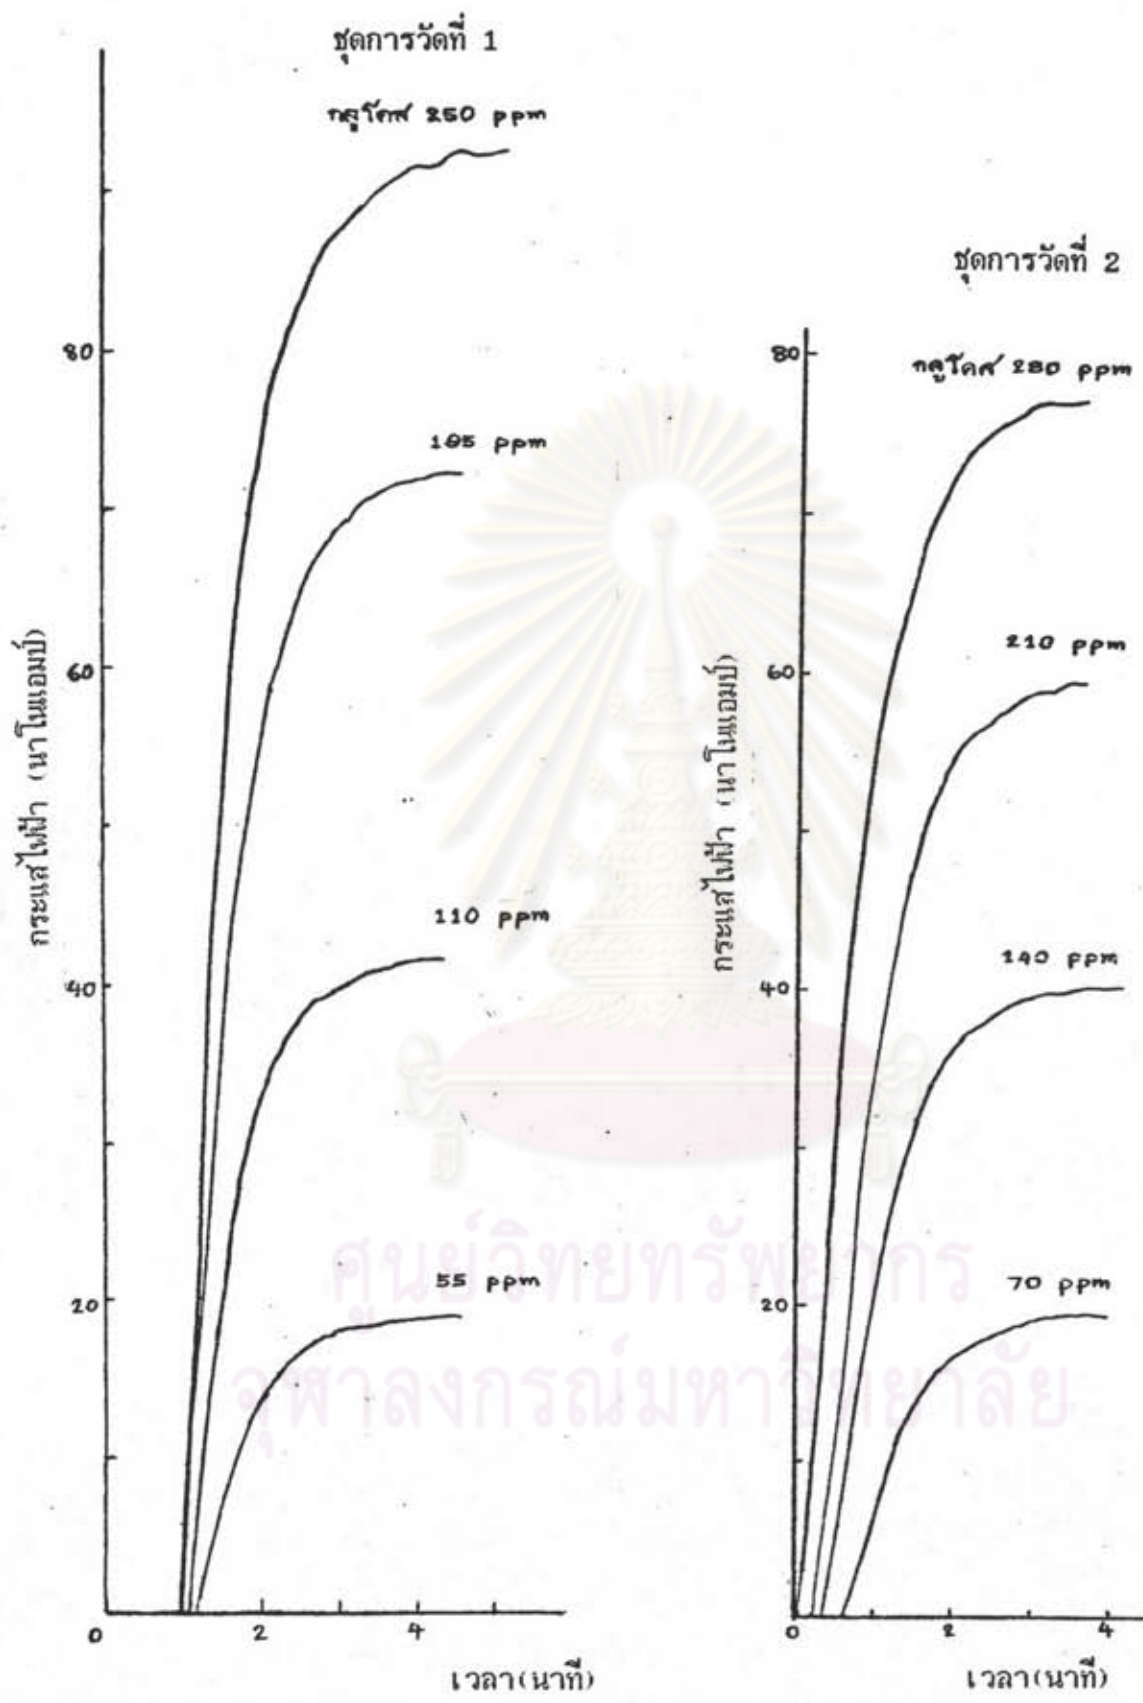 ชุดการวัดที่ 1
กลูโคส 250 ppm
185 ppm
110 ppm
55 ppm
80
60
40
20
0 2 4
กระแสไฟฟ้า (นาโนแอมป์)
เวลา(นาที)
ชุดการวัดที่ 2
กลูโคส 280 ppm
210 ppm
140 ppm
70 ppm
80
60
40
20
0 2 4
กระแสไฟฟ้า (นาโนแอมป์)
เวลา(นาที)
ศูนย์วิทยทรัพยากร
จุฬาลงกรณ์มหาวิทยาลัย